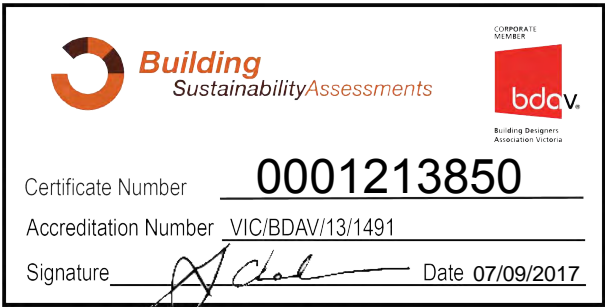 Building
SustainabilityAssessments
CORPORATE
MEMBER
bdav.
Building Designers
Association Victoria
Certificate Number 0001213850
Accreditation Number VIC/BDAV/13/1491
Signature Date 07/09/2017